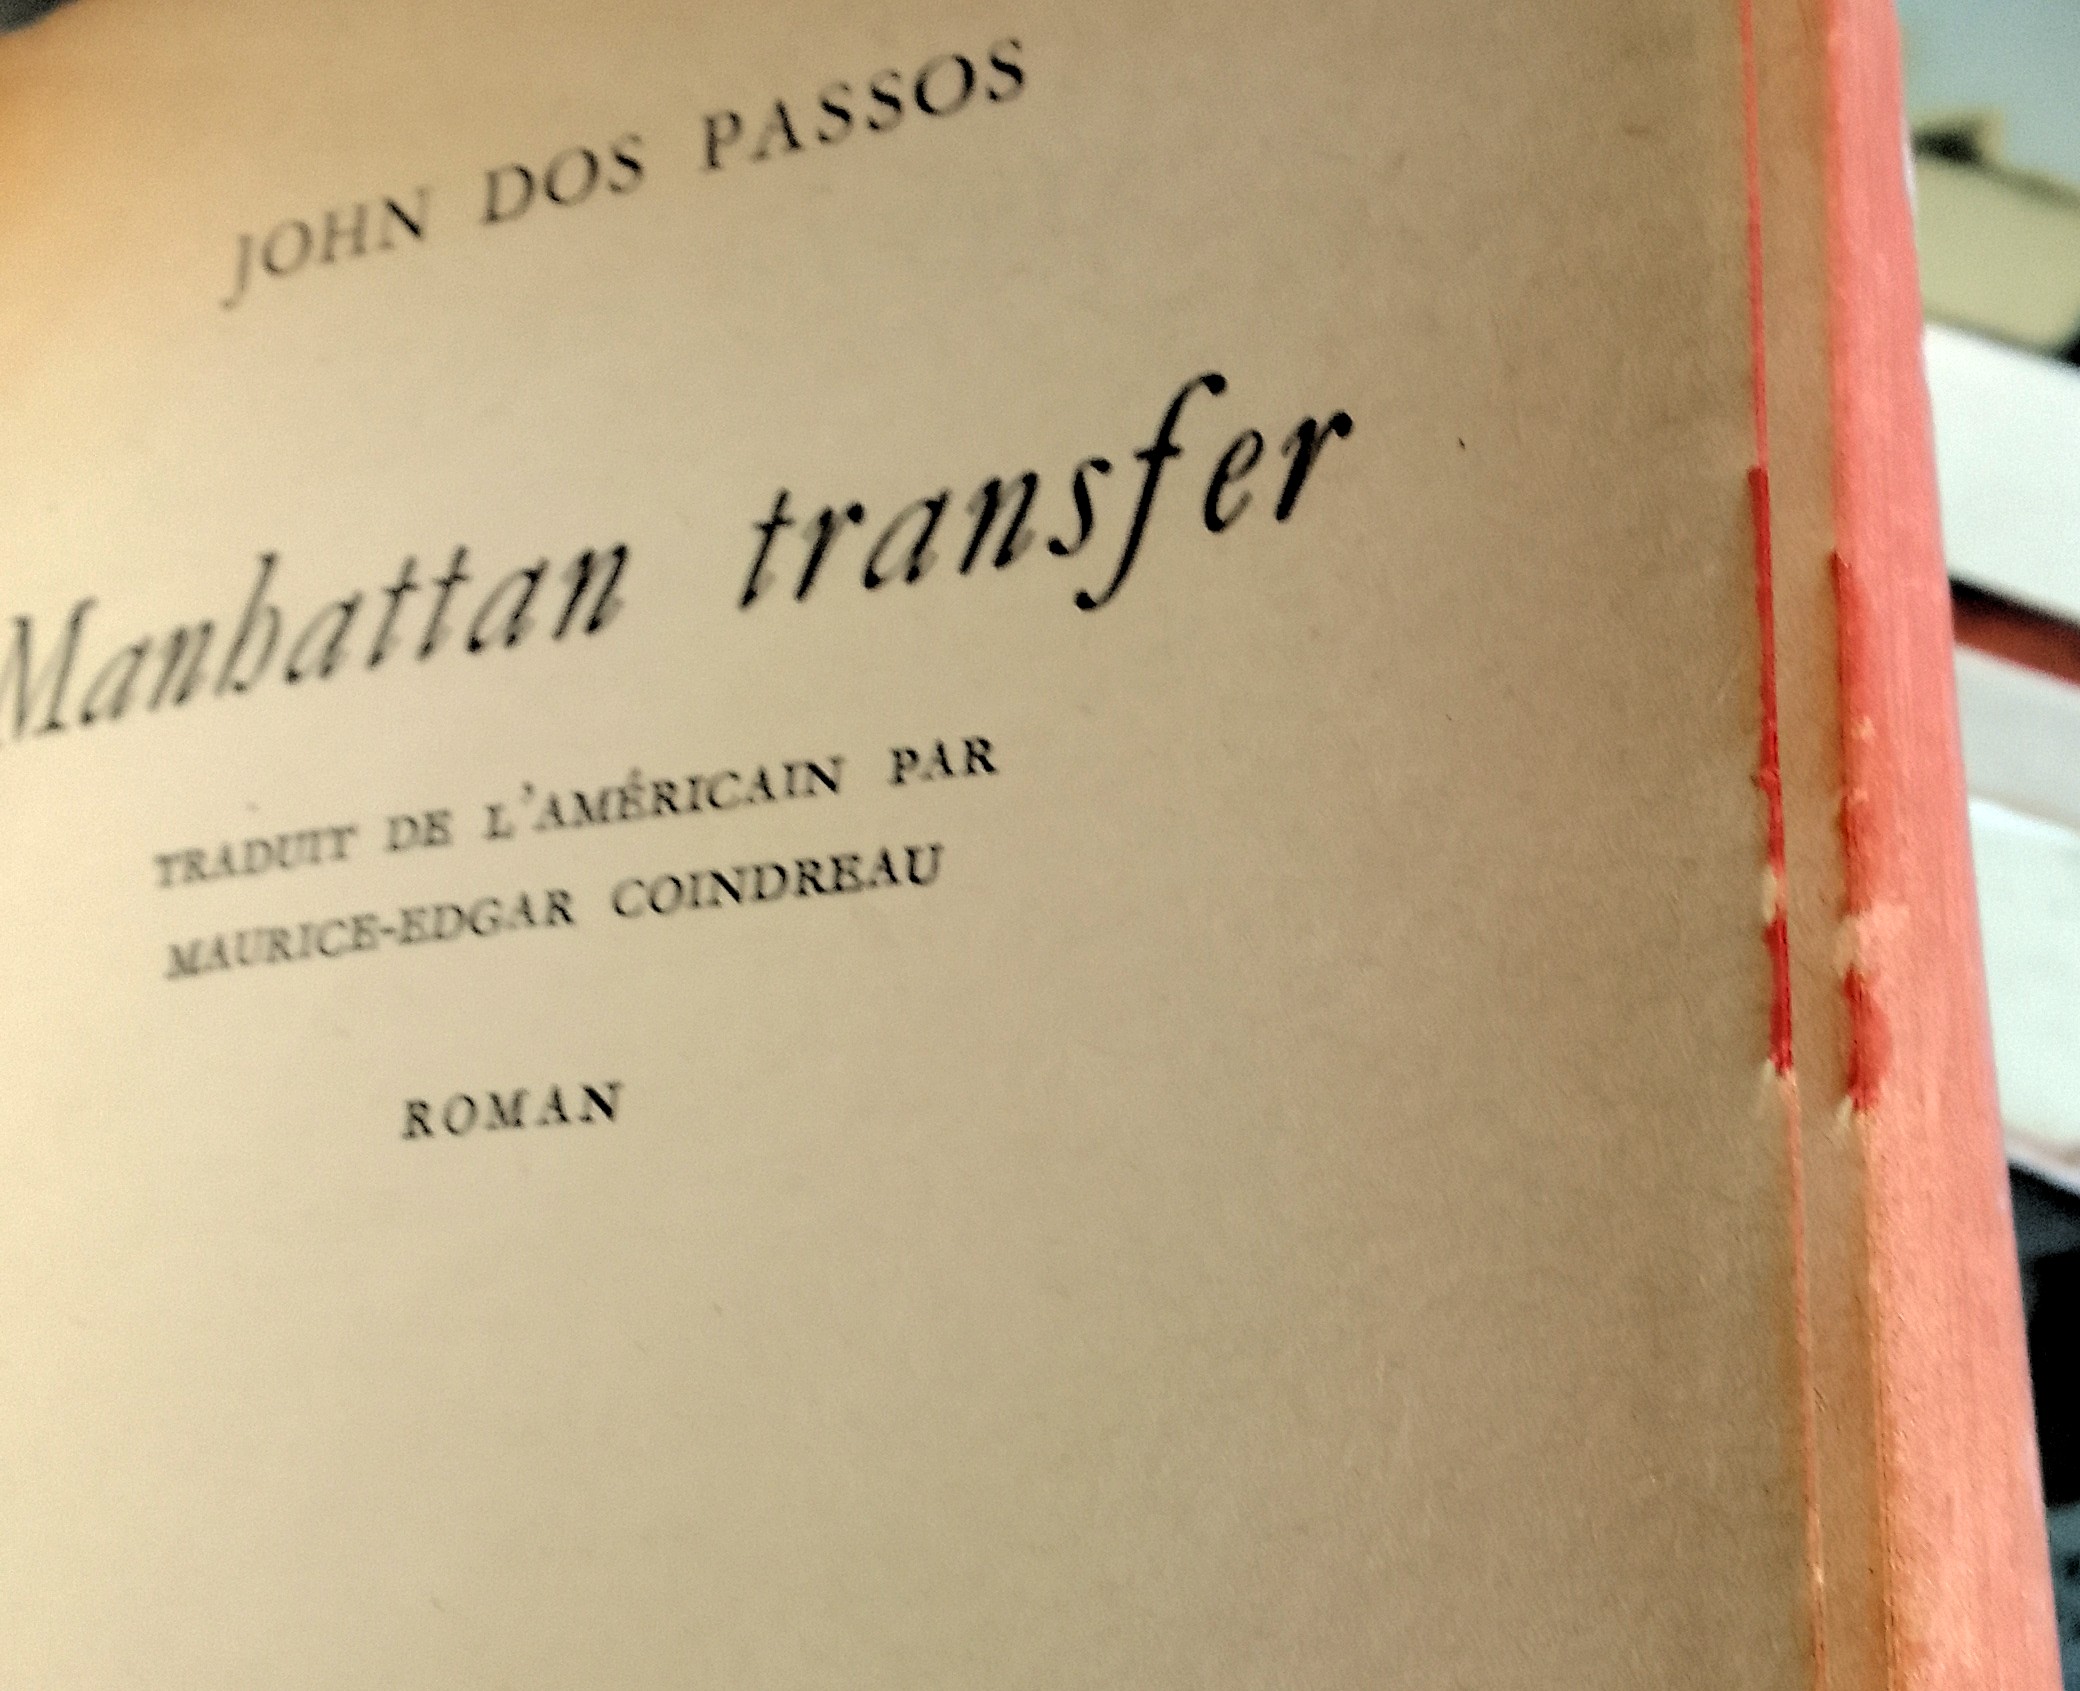 JOHN DOS PASSOS
Manhattan transfer
TRADUIT DE L'AMÉRICAIN PAR
MAURICE-EDGAR COINDREAU
ROMAN